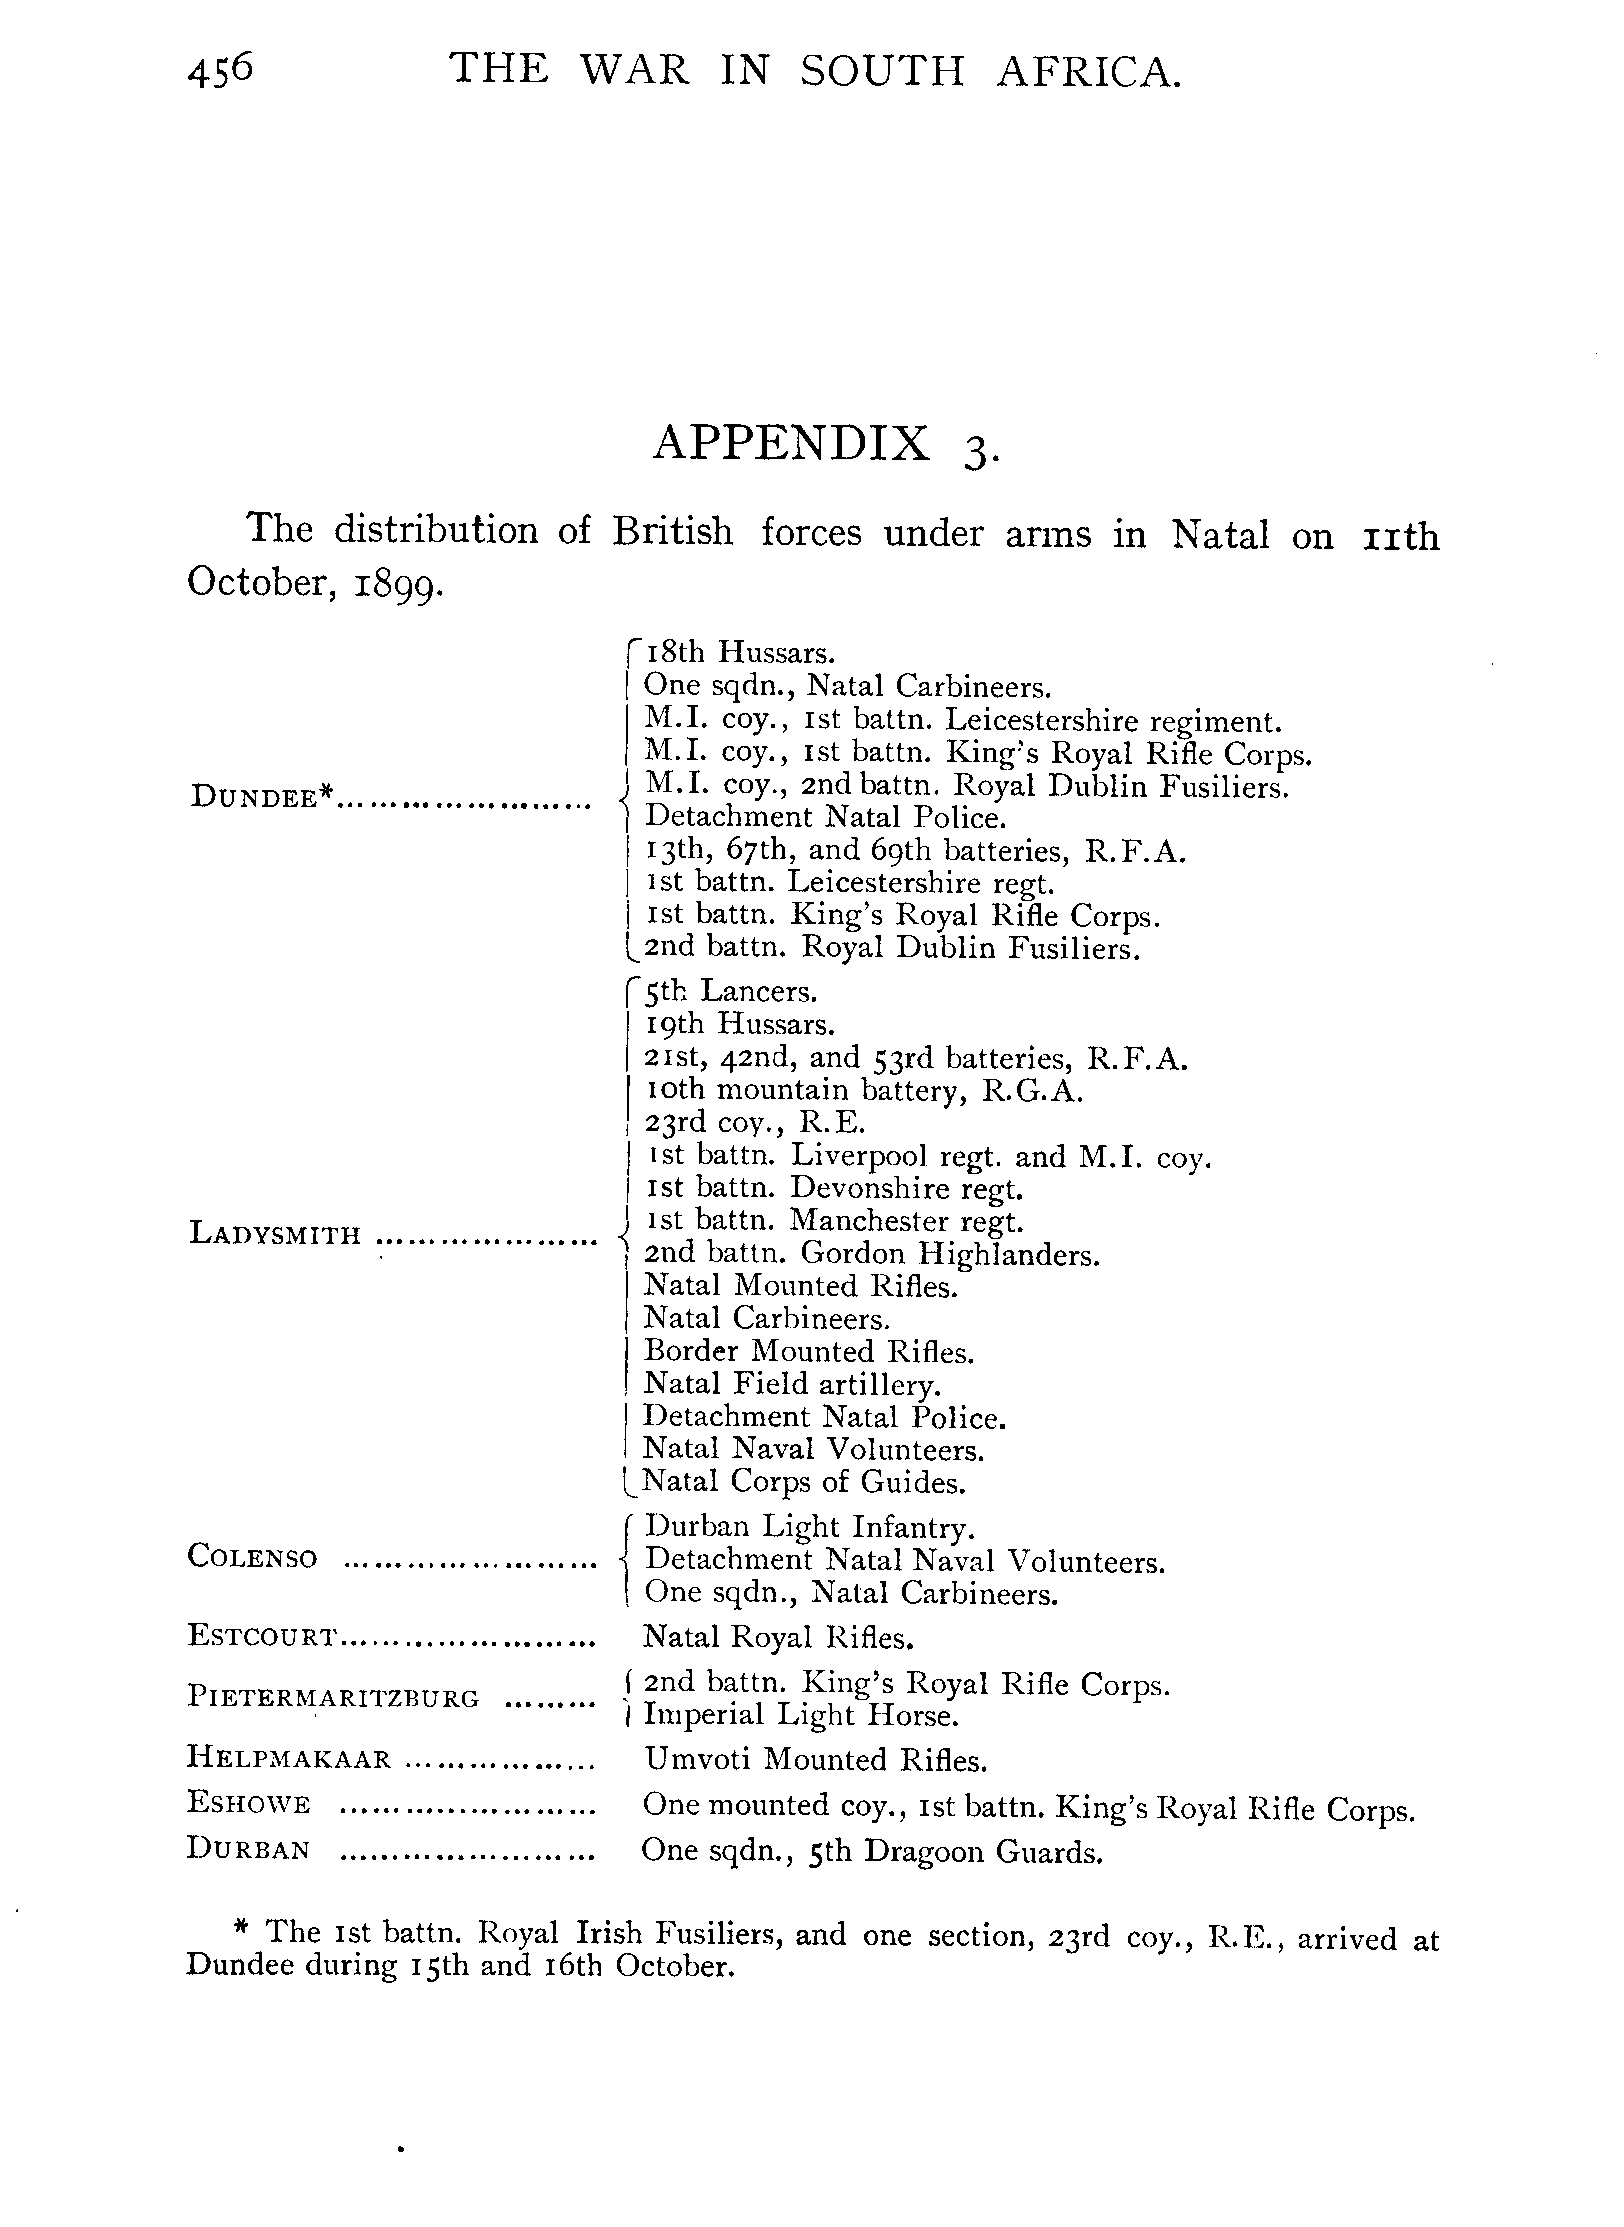 456 THE WAR IN SOUTH AFRICA.
APPENDIX 3.
The distribution of British forces under arms in Natal on 11th
October, 1899.
18th Hussars.
One sqdn., Natal Carbineers.
M.I. coy., 1st battn. Leicestershire regiment.
M.I. coy., 1st battn. King's Royal Rifle Corps.
DUNDEE*........................ M.I. coy., 2nd battn. Royal Dublin Fusiliers.
Detachment Natal Police.
13th, 67th, and 69th batteries, R.F.A.
1st battn. Leicestershire regt.
1st battn. King's Royal Rifle Corps.
2nd battn. Royal Dublin Fusiliers.
5th Lancers.
19th Hussars.
21st, 42nd, and 53rd batteries, R.F.A.
10th mountain battery, R.G.A.
23rd coy., R.E.
1st battn. Liverpool regt. and M.I. coy.
1st battn. Devonshire regt.
LADYSMITH ..................... 1st battn. Manchester regt.
2nd battn. Gordon Highlanders.
Natal Mounted Rifles.
Natal Carbineers.
Border Mounted Rifles.
Natal Field artillery.
Detachment Natal Police.
Natal Naval Volunteers.
Natal Corps of Guides.
Durban Light Infantry.
COLENSO ........................ Detachment Natal Naval Volunteers.
One sqdn., Natal Carbineers.
ESTCOURT........................ Natal Royal Rifles.
2nd battn. King's Royal Rifle Corps.
PIETERMARITZBURG ......... Imperial Light Horse.
HELPMAKAAR .................. Umvoti Mounted Rifles.
ESHOWE ........................ One mounted coy., 1st battn. King's Royal Rifle Corps.
DURBAN ........................ One sqdn., 5th Dragoon Guards.
* The 1st battn. Royal Irish Fusiliers, and one section, 23rd coy., R.E., arrived at
Dundee during 15th and 16th October.